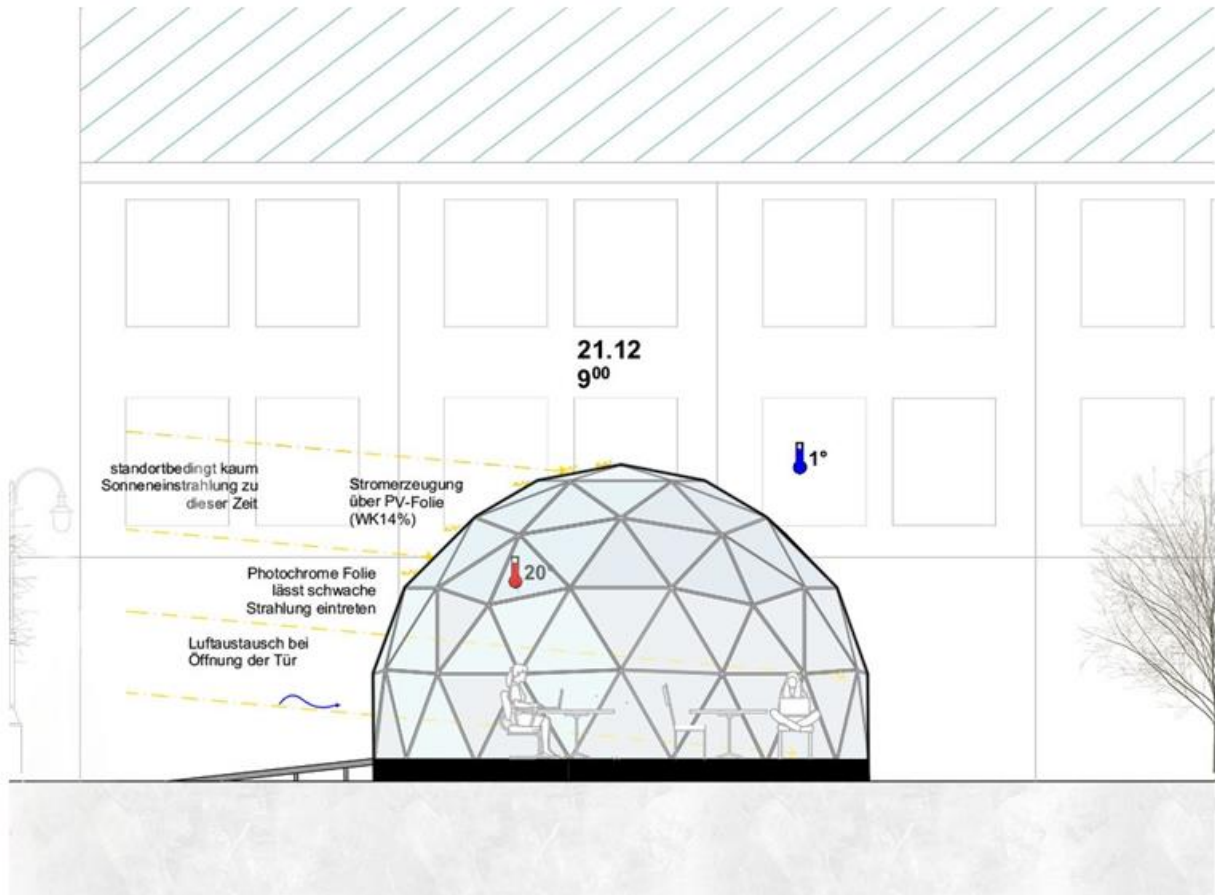 21.12
9⁰⁰
1°
standortbedingt kaum
Sonneneinstrahlung zu
dieser Zeit
Stromerzeugung
über PV-Folie
(WK14%)
20°
Photochrome Folie
lässt schwache
Strahlung eintreten
Luftaustausch bei
Öffnung der Tür